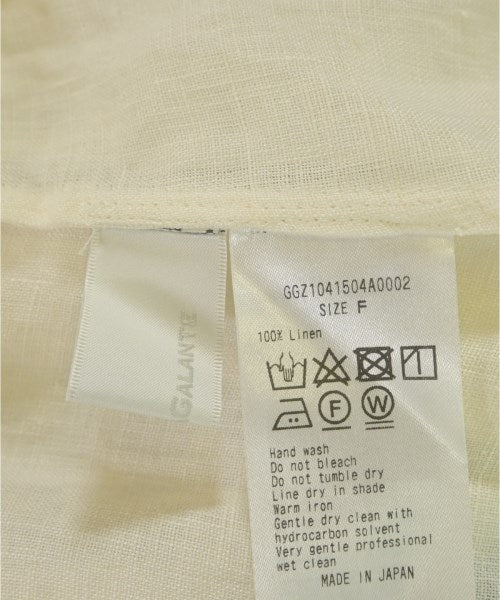 GALANTE
GGZ1041504A0002
SIZE F
100% Linen
F
W
Hand wash
Do not bleach
Do not tumble dry
Line dry in shade
Warm iron
Gentle dry clean with
hydrocarbon solvent
Very gentle professional
wet clean
MADE IN JAPAN